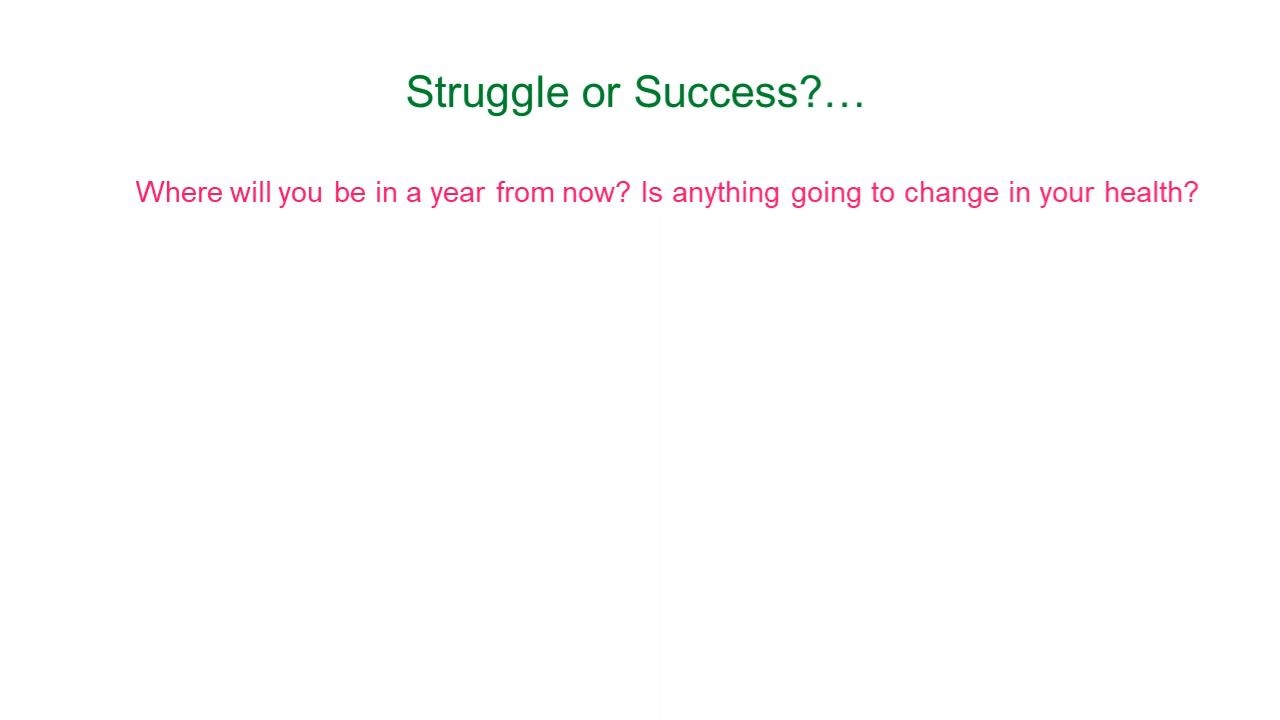 Struggle or Success?…
Where will you be in a year from now? Is anything going to change in your health?